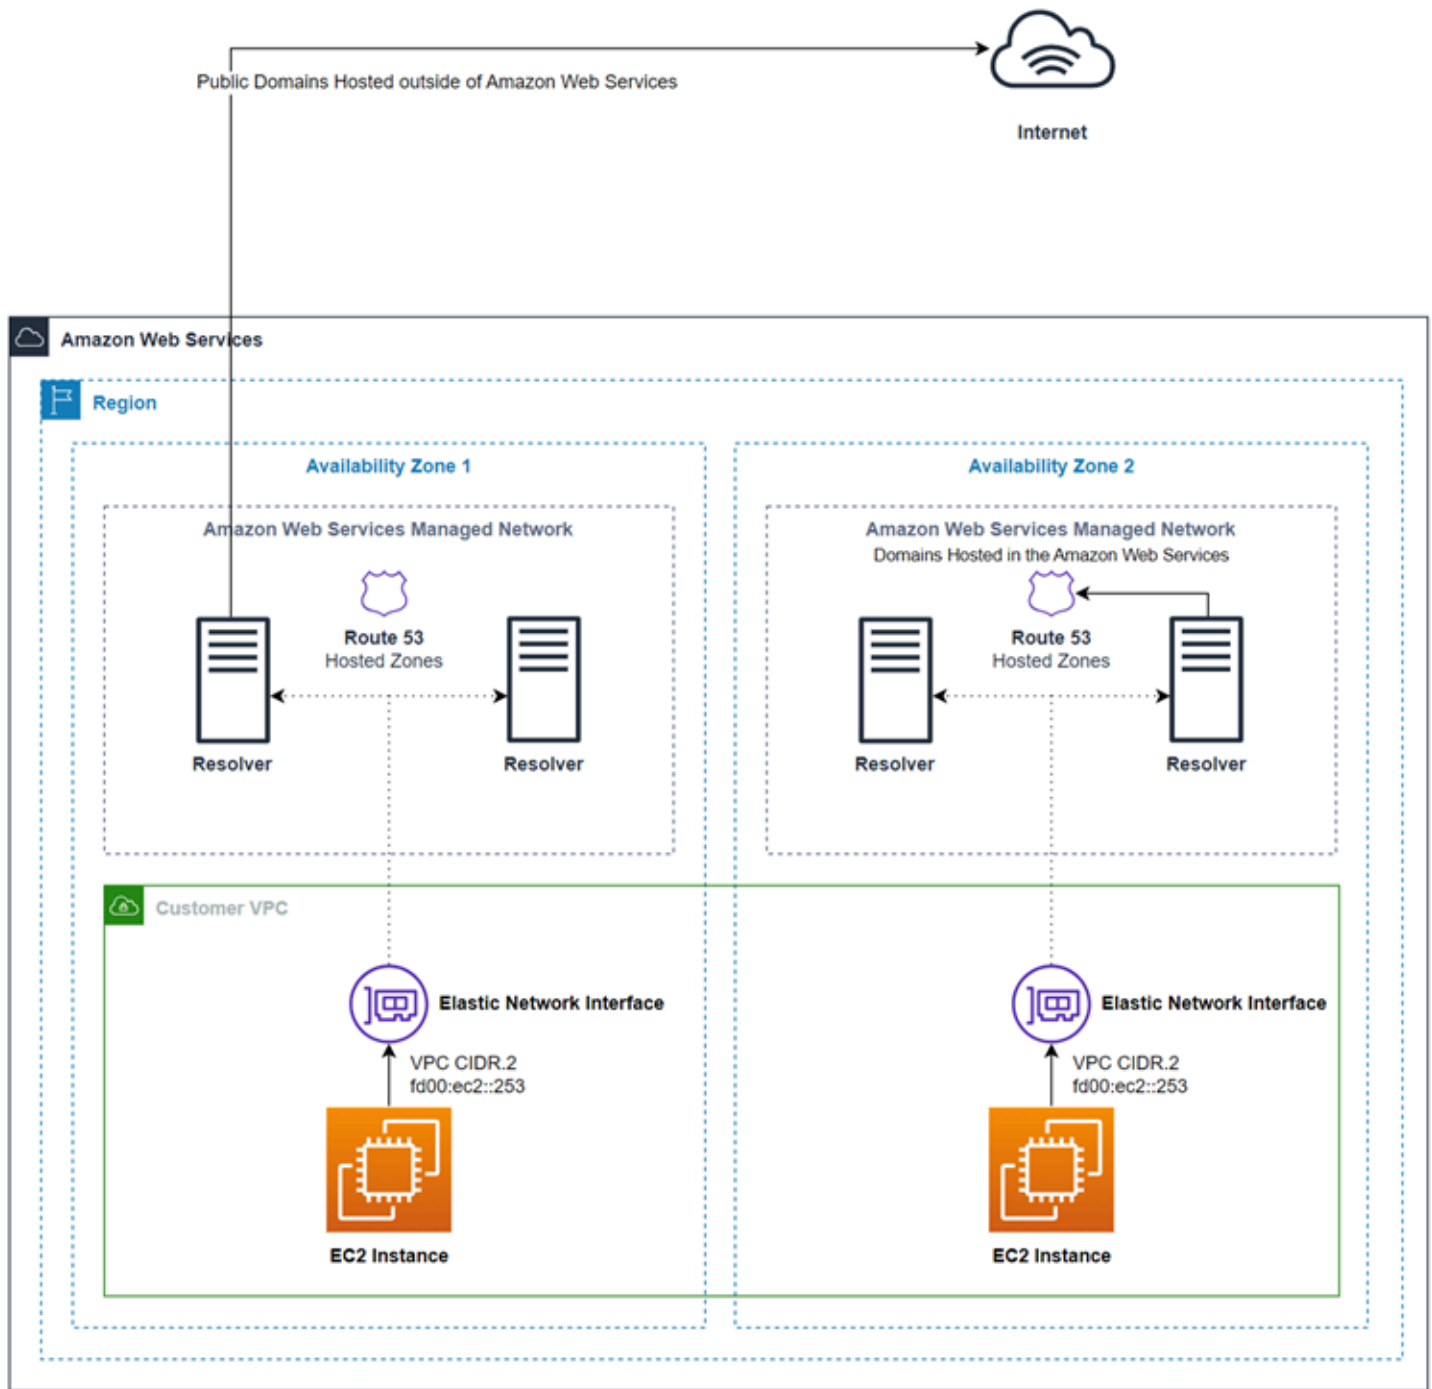 Public Domains Hosted outside of Amazon Web Services
Internet
Amazon Web Services
Region
Availability Zone 1
Availability Zone 2
Amazon Web Services Managed Network
Amazon Web Services Managed Network
Domains Hosted in the Amazon Web Services
Route 53
Hosted Zones
Route 53
Hosted Zones
Resolver
Resolver
Resolver
Resolver
Customer VPC
Elastic Network Interface
Elastic Network Interface
VPC CIDR.2
fd00:ec2::253
VPC CIDR.2
fd00:ec2::253
EC2 Instance
EC2 Instance